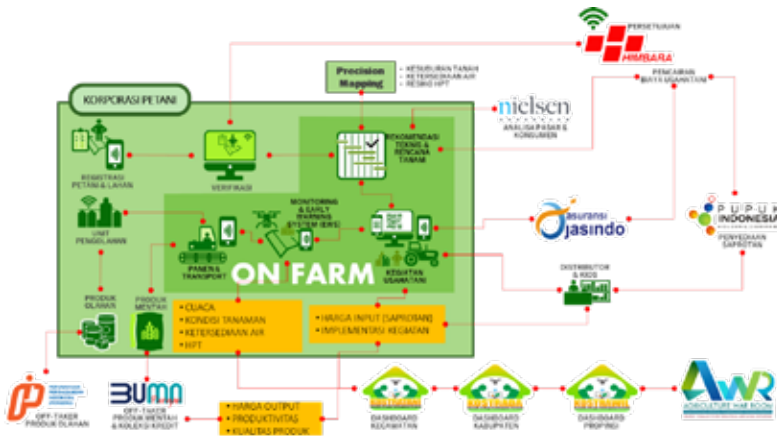 PERSETUJUAN
HIMBARA
PENCAIRAN
BIAYA USAHATANI
Precision
Mapping
• KESUBURAN TANAH
• KETERSEDIAAN AIR
• RESIKO HPT
KORPORASI PETANI
nielsen
ANALISA PASAR &
KONSUMEN
REKOMENDASI
TEKNIS &
RENCANA
TANAM
REGISTRASI
PETANI & LAHAN
VERIFIKASI
UNIT
PENGOLAHAN
MONITORING
& EARLY
WARNING
SYSTEM (EWS)
PANEN &
TRANSPORT
ON FARM
KEGIATAN
USAHATANI
asuransi
jasindo
PUPUK
INDONESIA
PENYEDIAAN
SAPROTAN
DISTRIBUTOR
& KIOS
PRODUK
OLAHAN
PRODUK
MENTAH
• CUACA
• KONDISI TANAMAN
• KETERSEDIAAN AIR
• HPT
• HARGA INPUT (SAPROTAN)
• IMPLEMENTASI KEGIATAN
OFF-TAKER
PRODUK OLAHAN
BUMN
OFF-TAKER
PRODUK MENTAH
& KOLEKSI KREDIT
• HARGA OUTPUT
• PRODUKTIVITAS
• KUALITAS PRODUK
DASHBOARD
KECAMATAN
DASHBOARD
KABUPATEN
DASHBOARD
PROPINSI
AWR
AGRICULTURE WAR ROOM